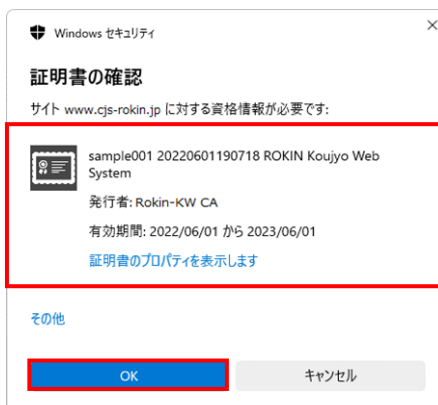 Windows セキュリティ
証明書の確認
サイト www.cjs-rokin.jp に対する資格情報が必要です:
sample001 20220601190718 ROKIN Koujyo Web
System
発行者: Rokin-KW CA
有効期間: 2022/06/01 から 2023/06/01
証明書のプロパティを表示します
その他
OK
キャンセル